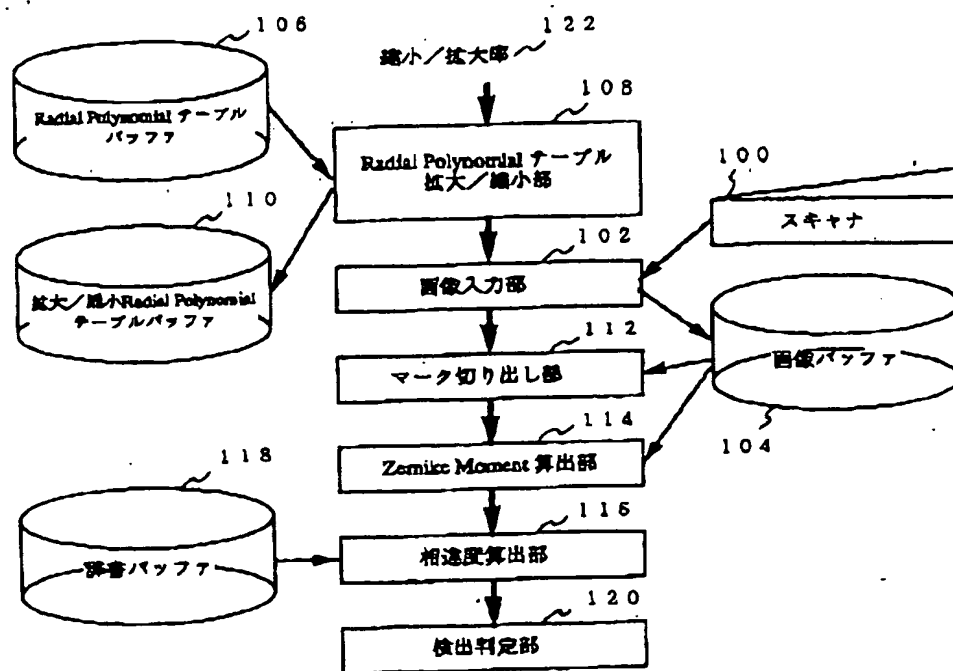 106
縮小／拡大率
122
Radial Polynomial テーブル
バッファ
108
Radial Polynomial テーブル
拡大／縮小部
100
スキャナ
110
拡大／縮小Radial Polynomial
テーブルバッファ
102
画像入力部
112
マーク切り出し部
画像バッファ
104
114
Zernike Moment 算出部
118
辞書バッファ
116
相違度算出部
120
検出判定部